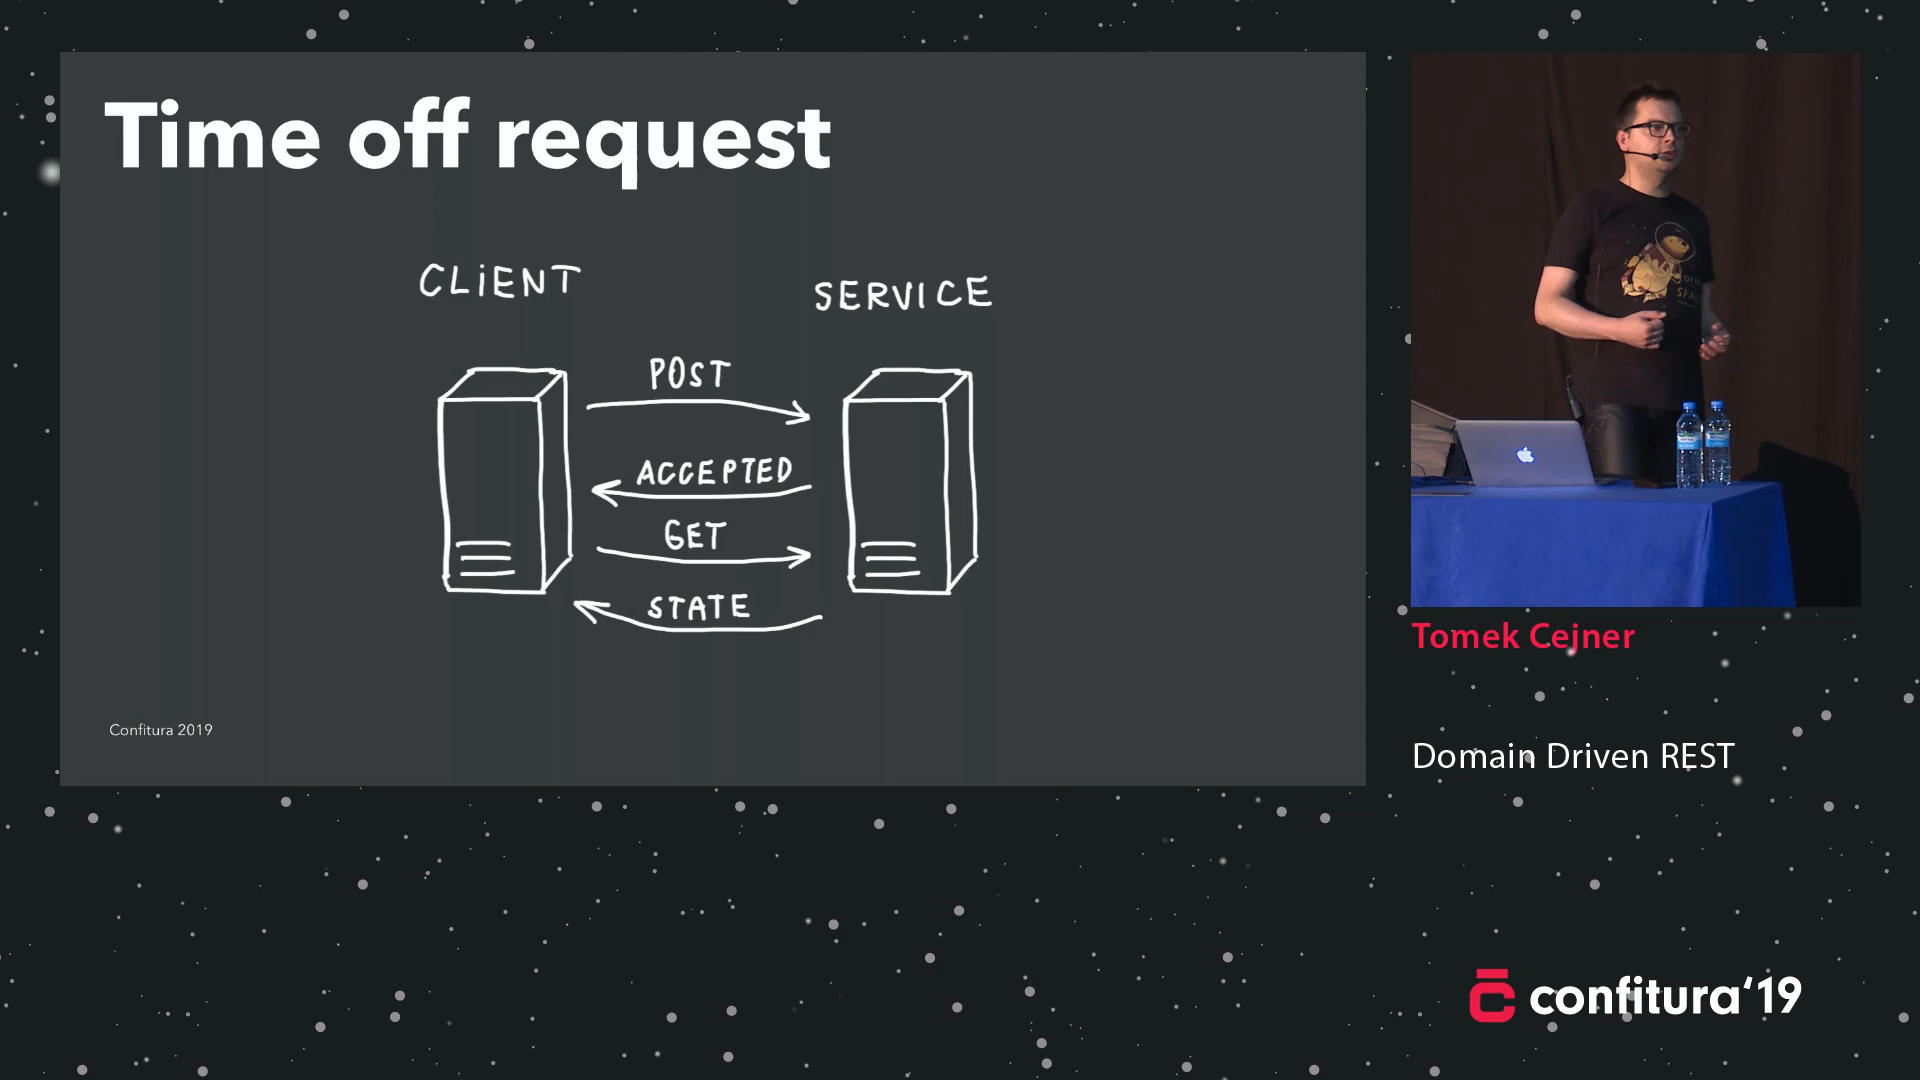 Time off request
CLiENT
SERVICE
POST
ACCEPTED
GET
STATE
Confitura 2019
Tomek Cejner
Domain Driven REST
confitura‘19